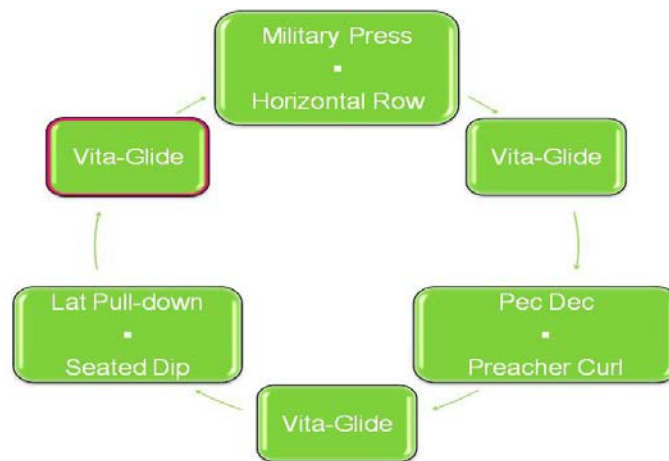 Military Press
▪
Horizontal Row
Vita-Glide
Pec Dec
▪
Preacher Curl
Vita-Glide
Lat Pull-down
▪
Seated Dip
Vita-Glide